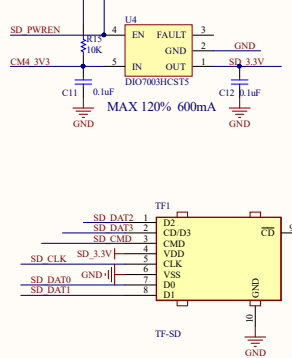 U4
SD_PWREN 4 EN FAULT 3
R15
10K
GND 2 GND
CM4_3V3 5 IN OUT 1 SD_3.3V
DIO7003HCST5
C11 0.1uF
C12 0.1uF
MAX 120% 600mA
GND
GND
TF1
SD_DAT2 1 D2
SD_DAT3 2 CD/D3 CD 9
SD_CMD 3 CMD
SD_3.3V 4 VDD
SD_CLK 5 CLK
GND 6 VSS
SD_DAT0 7 D0
SD_DAT1 8 D1
GND
10
TF-SD
GND